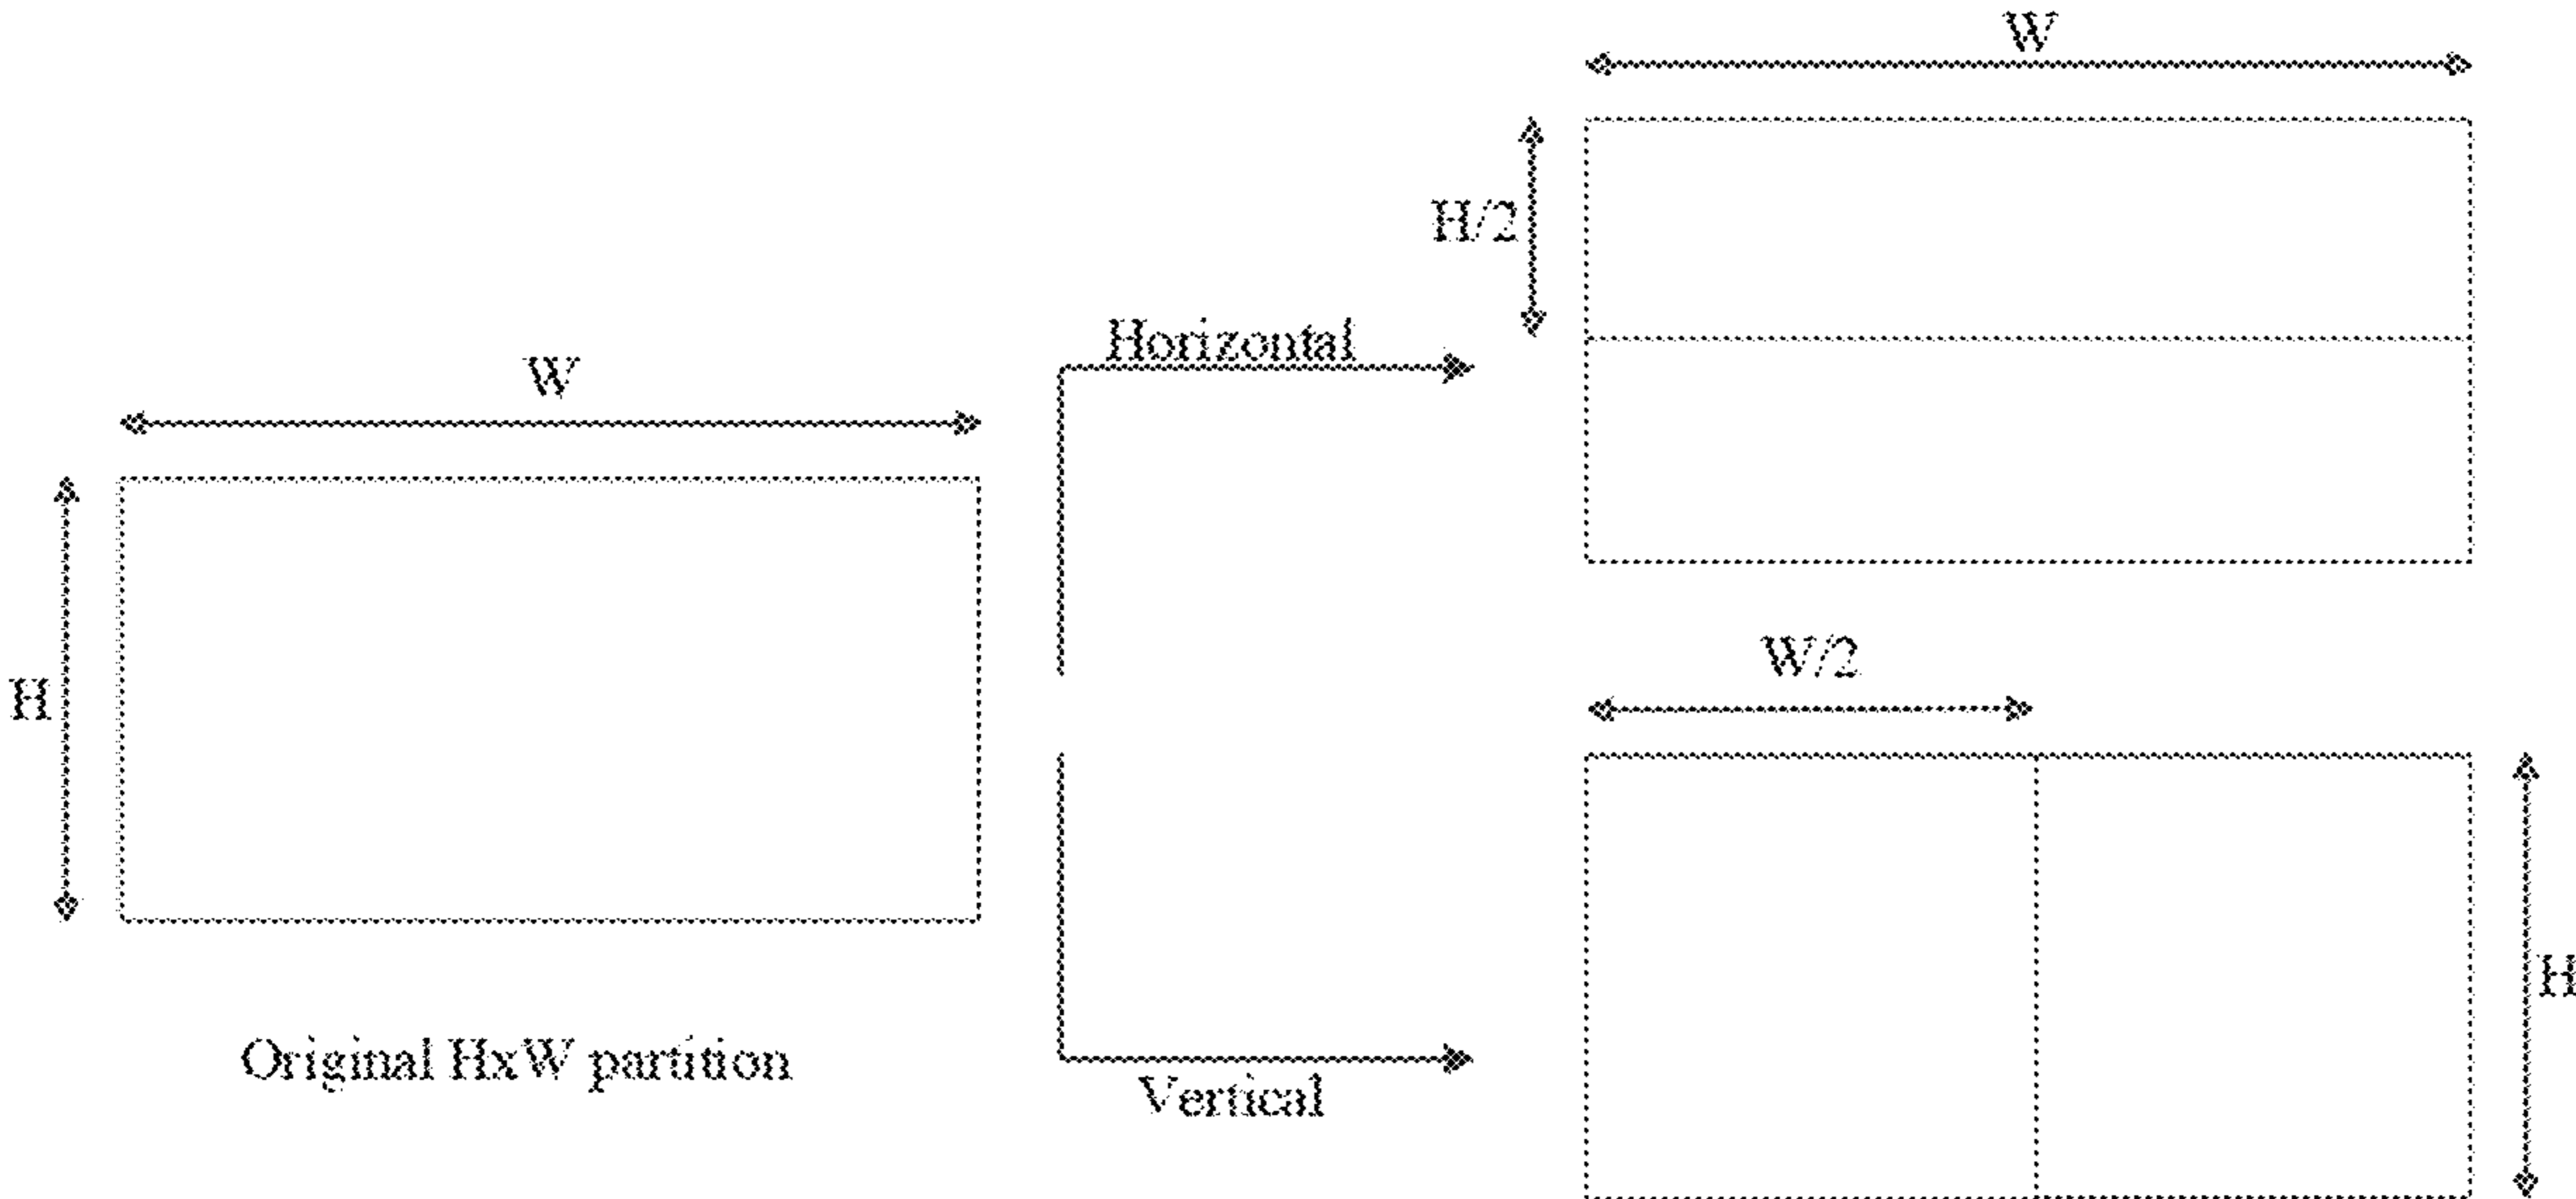 W
H
Original HxW partition
Horizontal
Vertical
W
H/2
W/2
H